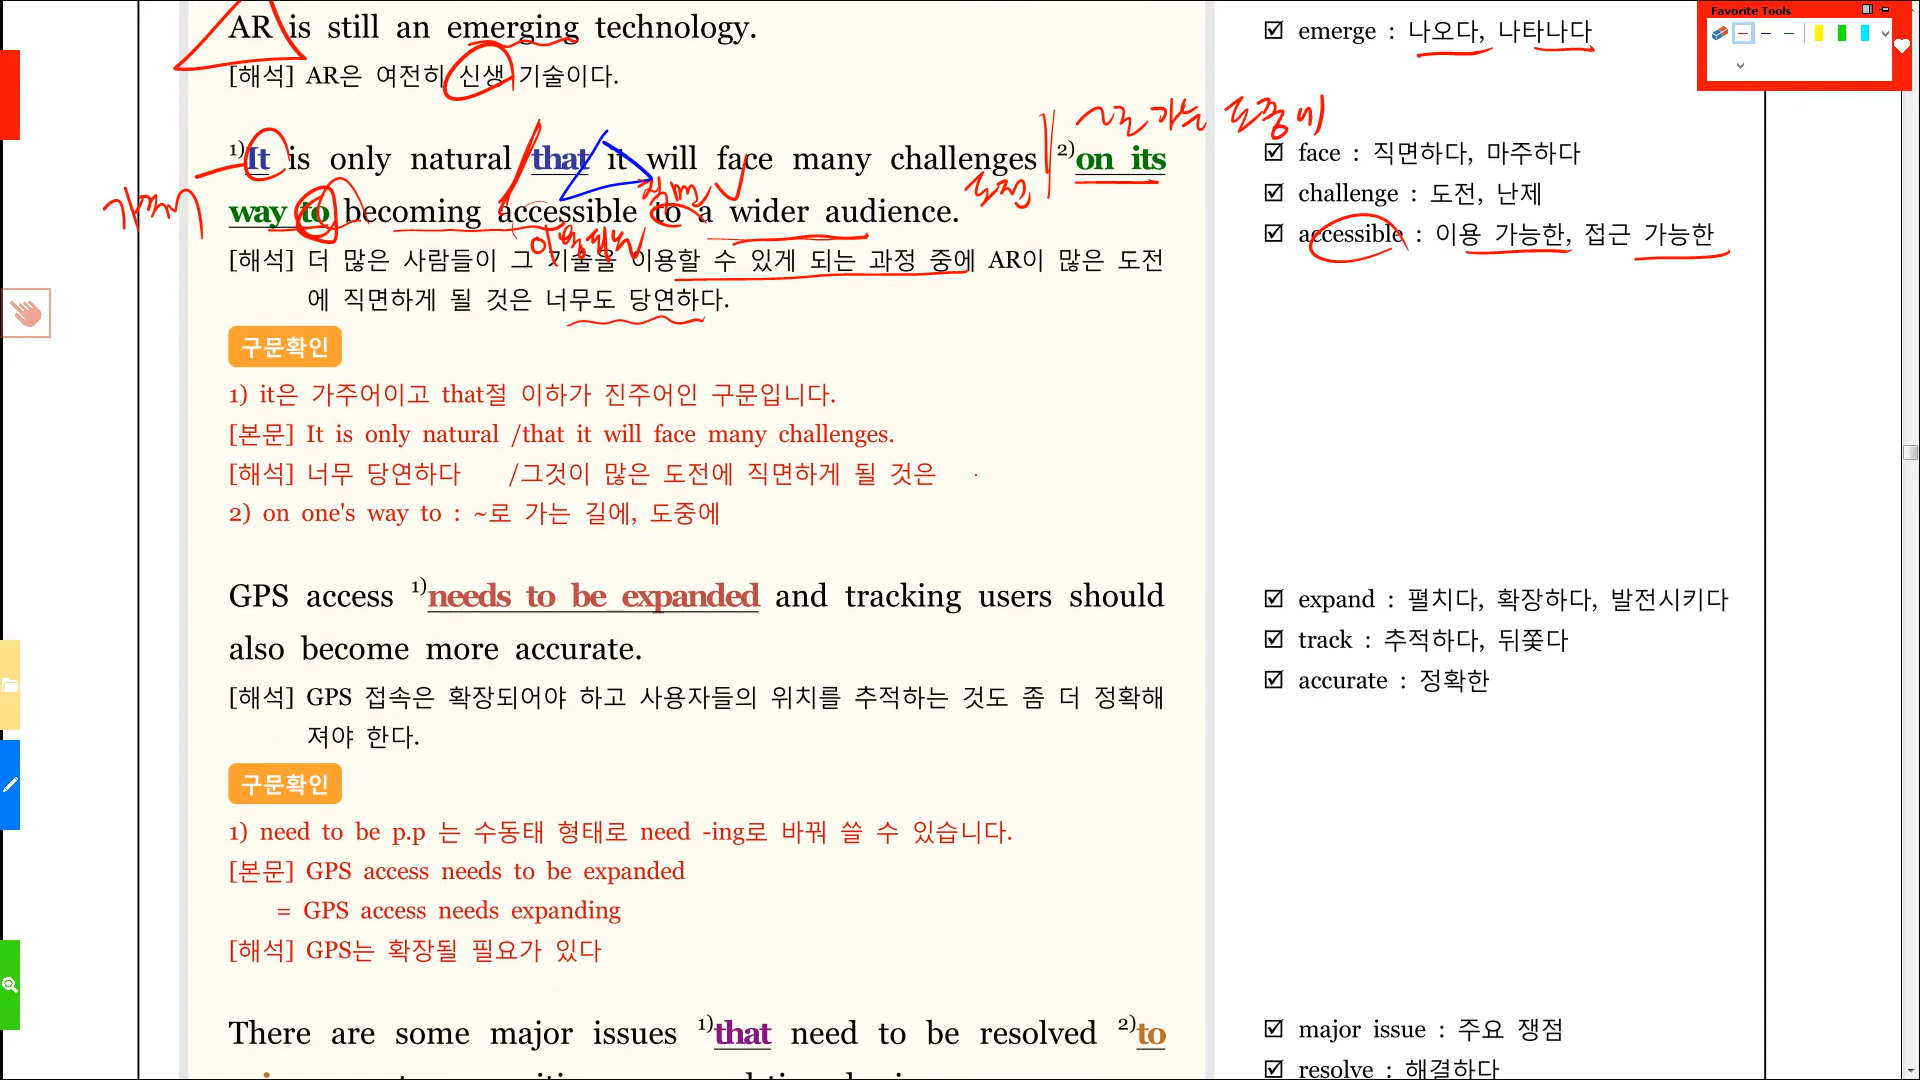 Favorite Tools
AR is still an emerging technology.
☑ emerge : 나오다, 나타나다
[해석] AR은 여전히 신생 기술이다.
~로 가는 도중에
1)It is only natural that it will face many challenges 2)on its
☑ face : 직면하다, 마주하다
도전
☑ challenge : 도전, 난제
way to becoming accessible to a wider audience.
☑ accessible : 이용 가능한, 접근 가능한
[해석] 더 많은 사람들이 그 기술을 이용할 수 있게 되는 과정 중에 AR이 많은 도전
에 직면하게 될 것은 너무도 당연하다.
구문확인
1) it은 가주어이고 that절 이하가 진주어인 구문입니다.
[본문] It is only natural /that it will face many challenges.
[해석] 너무 당연하다 /그것이 많은 도전에 직면하게 될 것은
2) on one's way to : ~로 가는 길에, 도중에
GPS access 1)needs to be expanded and tracking users should
☑ expand : 펼치다, 확장하다, 발전시키다
also become more accurate.
☑ track : 추적하다, 뒤쫓다
☑ accurate : 정확한
[해석] GPS 접속은 확장되어야 하고 사용자들의 위치를 추적하는 것도 좀 더 정확해
져야 한다.
구문확인
1) need to be p.p 는 수동태 형태로 need -ing로 바꿔 쓸 수 있습니다.
[본문] GPS access needs to be expanded
= GPS access needs expanding
[해석] GPS는 확장될 필요가 있다
There are some major issues 1)that need to be resolved 2)to
☑ major issue : 주요 쟁점
☑ resolve : 해결하다